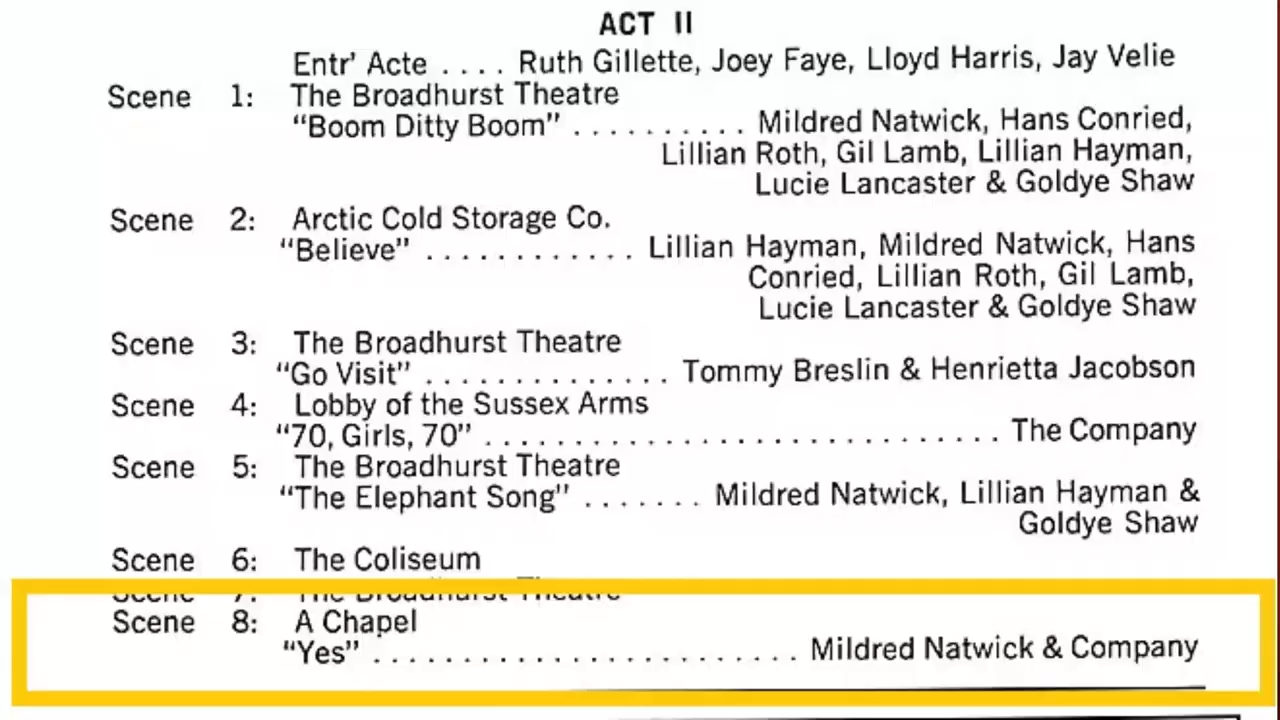 ACT II
Entr' Acte .... Ruth Gillette, Joey Faye, Lloyd Harris, Jay Velie
Scene 1: The Broadhurst Theatre
“Boom Ditty Boom” .......... Mildred Natwick, Hans Conried,
Lillian Roth, Gil Lamb, Lillian Hayman,
Lucie Lancaster & Goldye Shaw
Scene 2: Arctic Cold Storage Co.
“Believe” ............ Lillian Hayman, Mildred Natwick, Hans
Conried, Lillian Roth, Gil Lamb,
Lucie Lancaster & Goldye Shaw
Scene 3: The Broadhurst Theatre
“Go Visit” .............. Tommy Breslin & Henrietta Jacobson
Scene 4: Lobby of the Sussex Arms
“70, Girls, 70” .............................. The Company
Scene 5: The Broadhurst Theatre
“The Elephant Song” ....... Mildred Natwick, Lillian Hayman &
Goldye Shaw
Scene 6: The Coliseum
Scene 7: The Broadhurst Theatre
Scene 8: A Chapel
“Yes” ......................... Mildred Natwick & Company